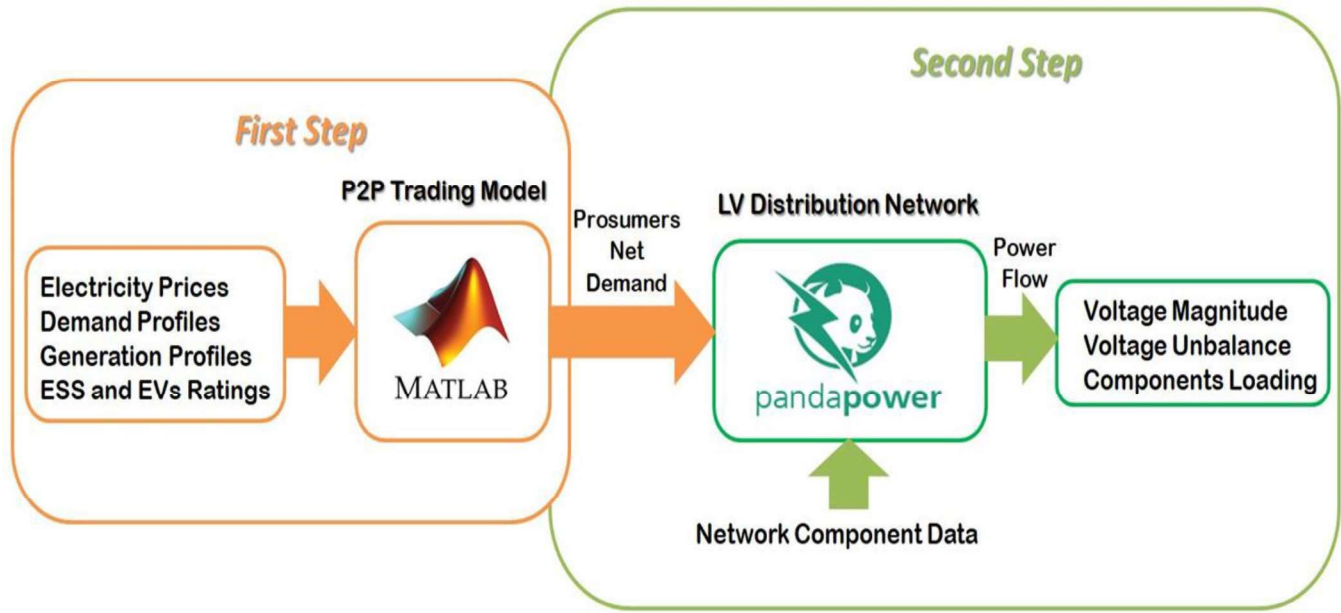 Second Step
First Step
P2P Trading Model
Prosumers
Net
Demand
LV Distribution Network
Power
Flow
Electricity Prices
Demand Profiles
Generation Profiles
ESS and EVs Ratings
MATLAB
pandapower
Voltage Magnitude
Voltage Unbalance
Components Loading
Network Component Data